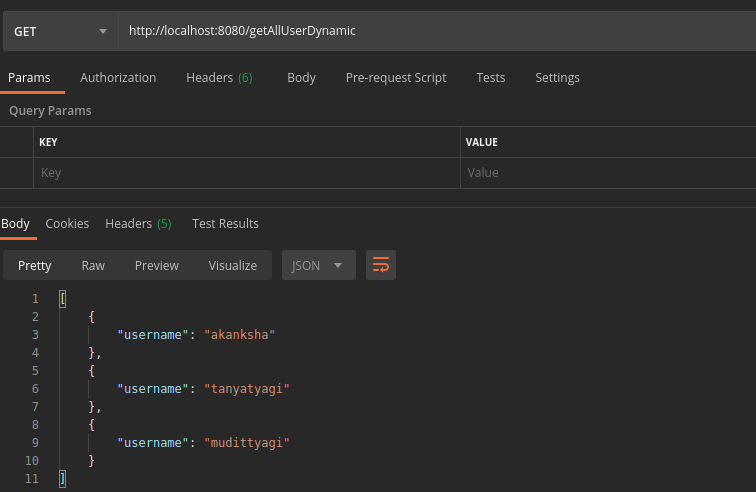 GET http://localhost:8080/getAllUserDynamic
Params Authorization Headers (6) Body Pre-request Script Tests Settings
Query Params
KEY VALUE
Key Value
Body Cookies Headers (5) Test Results
Pretty Raw Preview Visualize JSON
1 [
2 {
3 "username": "akanksha"
4 },
5 {
6 "username": "tanyatyagi"
7 },
8 {
9 "username": "mudittyagi"
10 }
11 ]